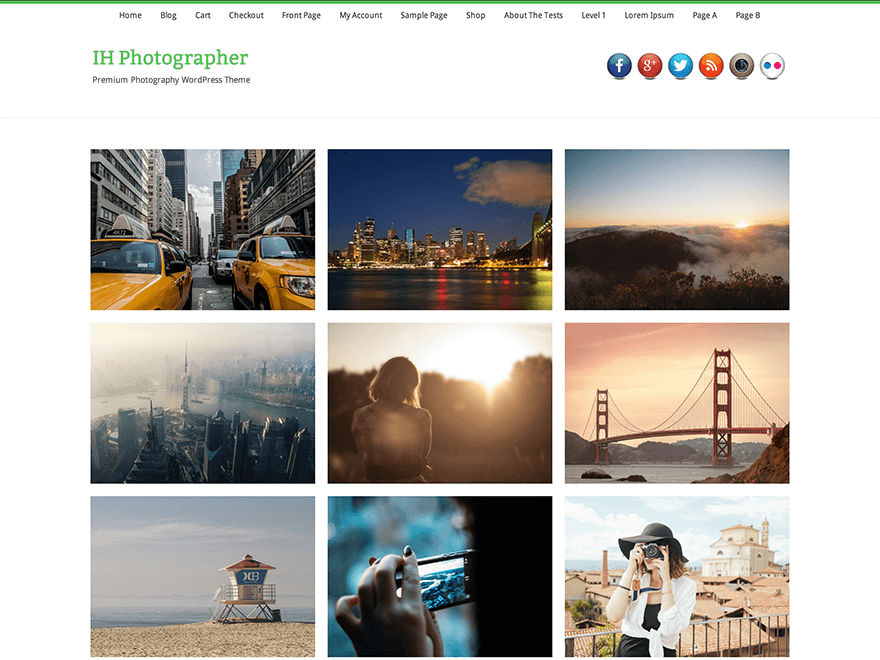 Home Blog Cart Checkout Front Page My Account Sample Page Shop About The Tests Level 1 Lorem Ipsum Page A Page B
IH Photographer
Premium Photography WordPress Theme
f g+
4K72